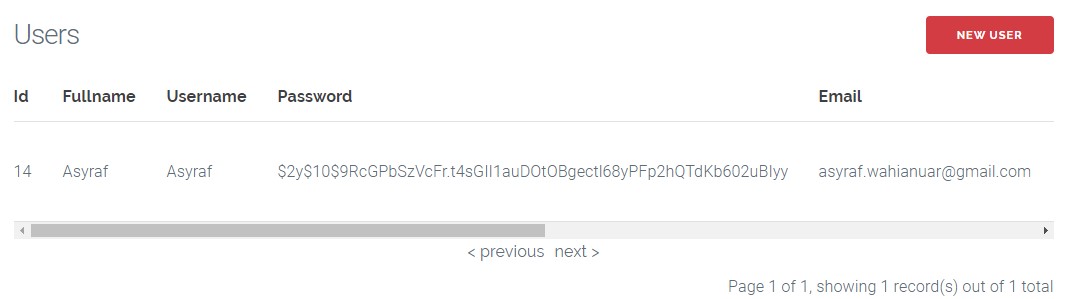 Users
NEW USER
Id Fullname Username Password Email
14 Asyraf Asyraf $2y$10$9RcGPbSzVcFr.t4sGII1auDOtOBgectI68yPFp2hQTdKb602uBIyy asyraf.wahianuar@gmail.com
< previous next >
Page 1 of 1, showing 1 record(s) out of 1 total